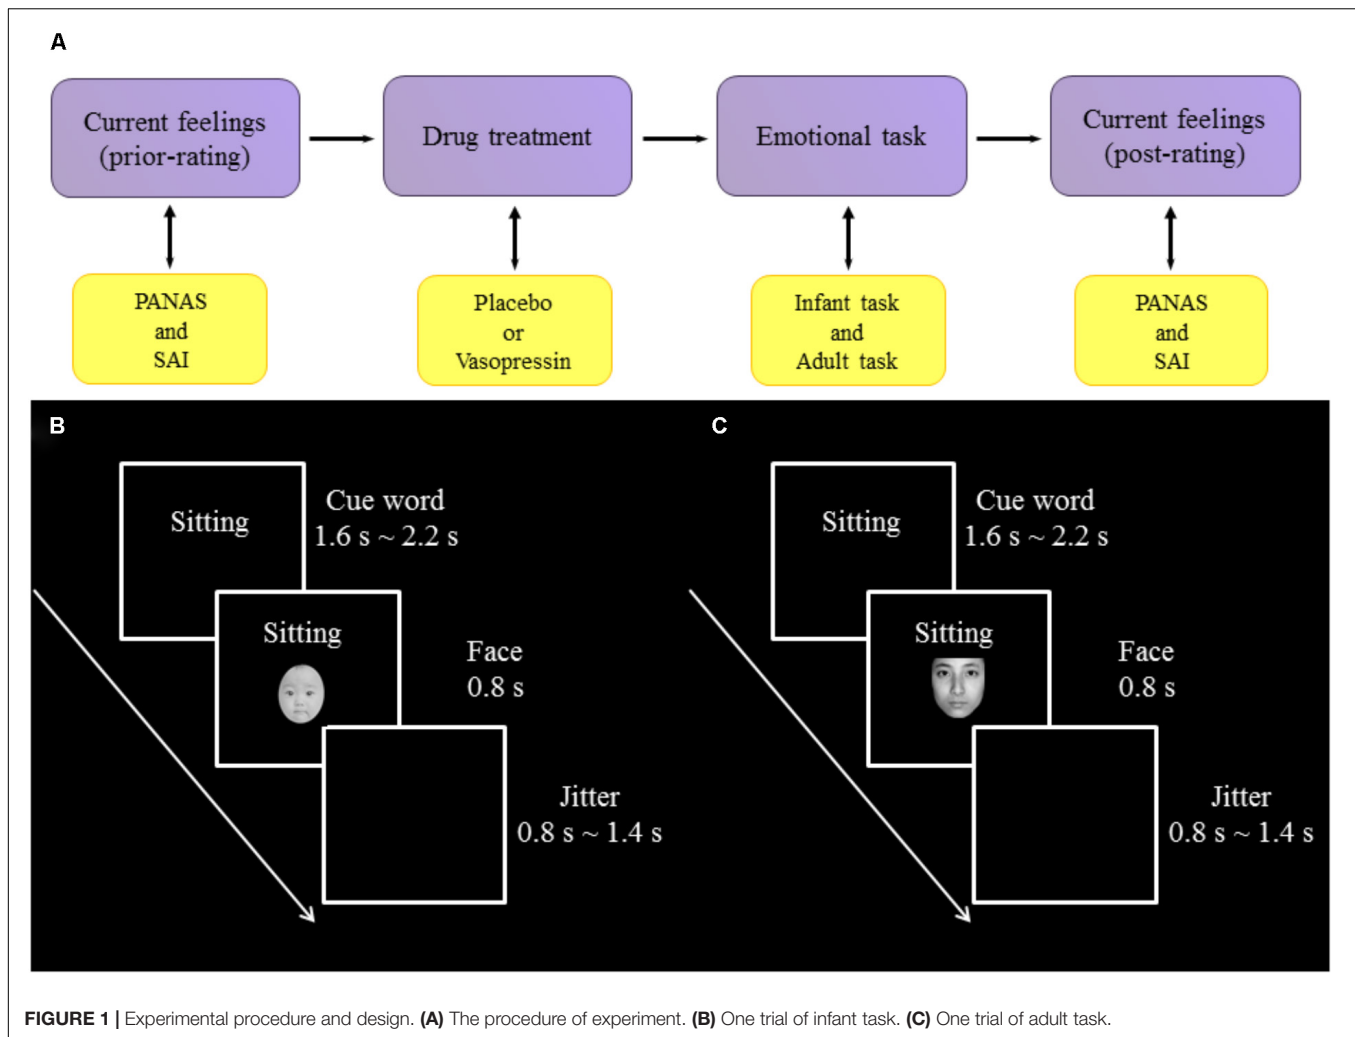 A
Current feelings
(prior-rating)
Drug treatment
Emotional task
Current feelings
(post-rating)
PANAS
and
SAI
Placebo
or
Vasopressin
Infant task
and
Adult task
PANAS
and
SAI
B
Sitting
Cue word
1.6 s ~ 2.2 s
Sitting
Face
0.8 s
Jitter
0.8 s ~ 1.4 s
C
Sitting
Cue word
1.6 s ~ 2.2 s
Sitting
Face
0.8 s
Jitter
0.8 s ~ 1.4 s
FIGURE 1 | Experimental procedure and design. (A) The procedure of experiment. (B) One trial of infant task. (C) One trial of adult task.